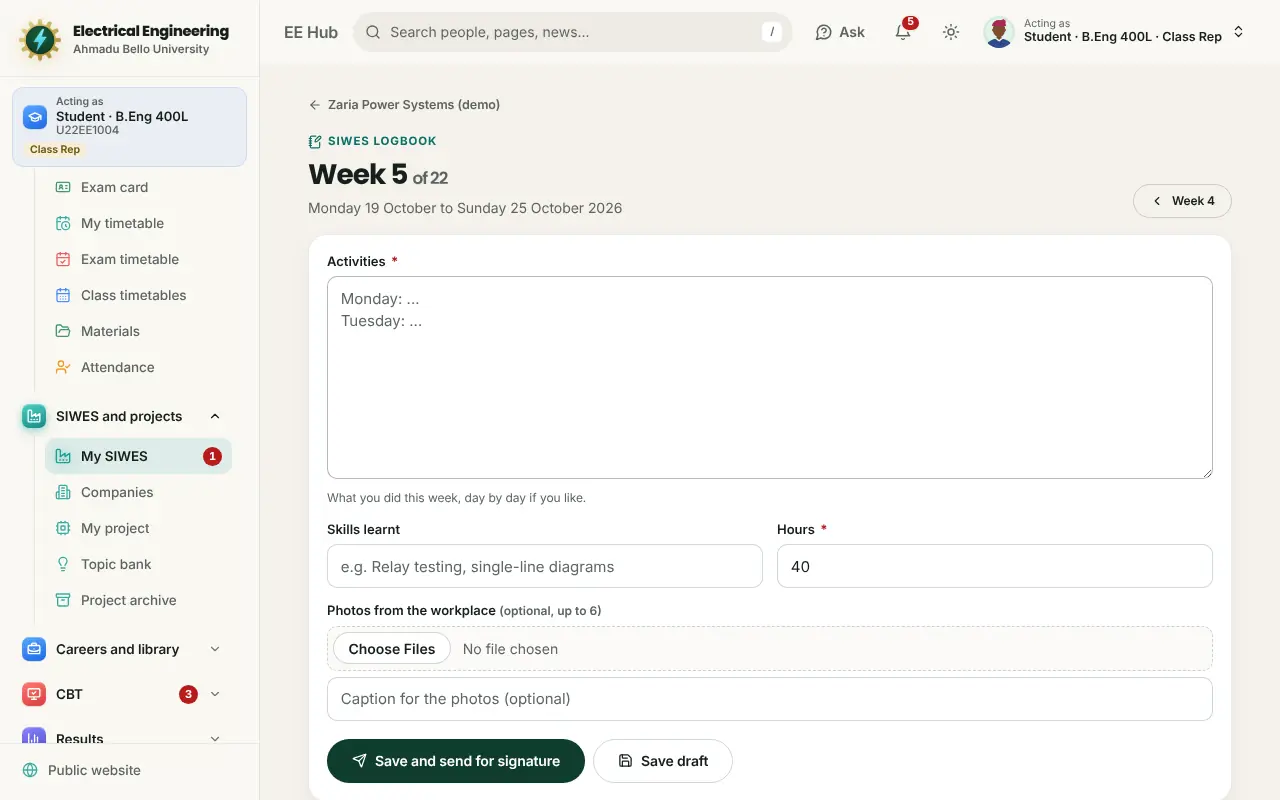 Electrical Engineering
Ahmadu Bello University
EE Hub
Search people, pages, news...
/
Ask
5
Acting as
Student · B.Eng 400L · Class Rep
Acting as
Student · B.Eng 400L
U22EE1004
Class Rep
Exam card
My timetable
Exam timetable
Class timetables
Materials
Attendance
SIWES and projects
My SIWES
1
Companies
My project
Topic bank
Project archive
Careers and library
CBT
3
Results
Public website
Zaria Power Systems (demo)
SIWES LOGBOOK
Week 5 of 22
Monday 19 October to Sunday 25 October 2026
Week 4
Activities *
Monday: ...
Tuesday: ...
What you did this week, day by day if you like.
Skills learnt
Hours *
e.g. Relay testing, single-line diagrams
40
Photos from the workplace (optional, up to 6)
Choose Files
No file chosen
Caption for the photos (optional)
Save and send for signature
Save draft